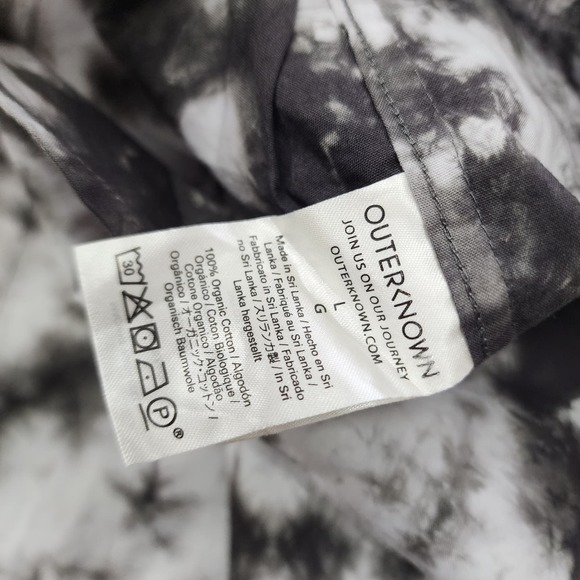 OUTERKNOWN
JOIN US ON OUR JOURNEY
OUTERKNOWN.COM
L
G
Made in Sri Lanka / Hecho en Sri
Lanka / Fabriqué au Sri Lanka /
Fabbricato in Sri Lanka / Fabricado
no Sri Lanka / スリランカ製 / In Sri
Lanka hergestellt
100% Organic Cotton / Algodón
Orgánico / Coton Biologique /
Cotone Organico / Algodão
Orgânico / オーガニック・コットン /
Organisch Baumwole
30
P
®